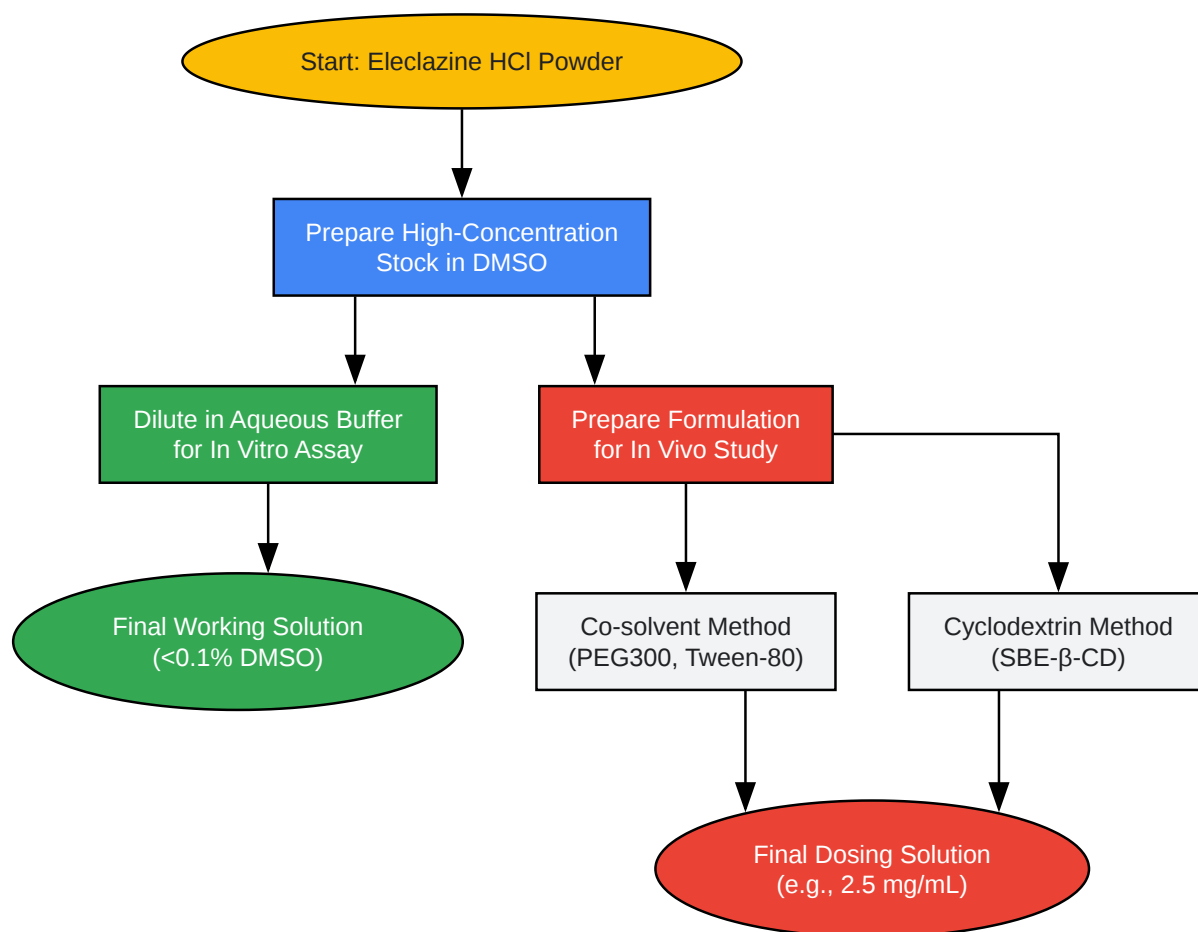 Start: Eleclazine HCl Powder
Prepare High-Concentration
Stock in DMSO
Dilute in Aqueous Buffer
for In Vitro Assay
Prepare Formulation
for In Vivo Study
Final Working Solution
(<0.1% DMSO)
Co-solvent Method
(PEG300, Tween-80)
Cyclodextrin Method
(SBE-β-CD)
Final Dosing Solution
(e.g., 2.5 mg/mL)